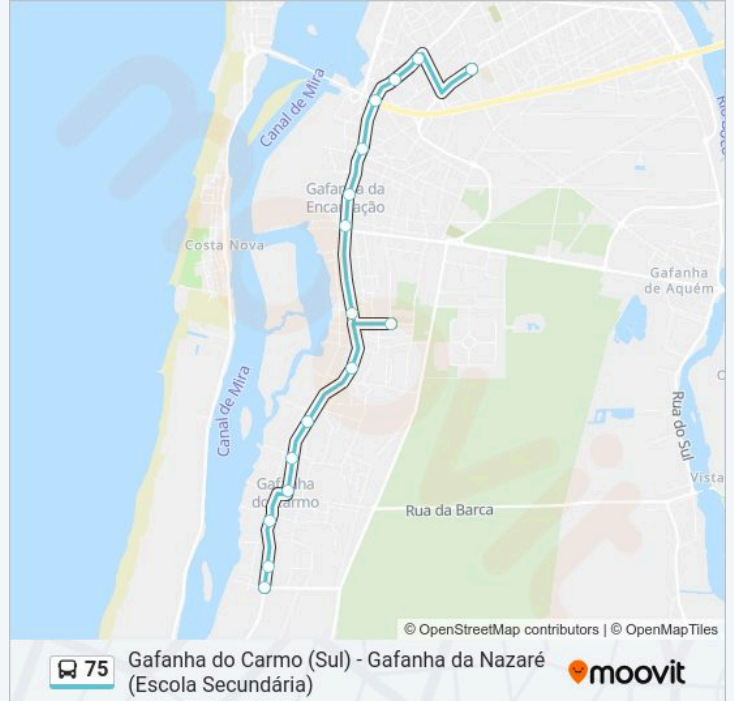 Canal de Mira
Gafanha da
Encarnação
Costa Nova
Gafanha
de Aquém
Canal de Mira
Rua do Sul
Gafanha
do Carmo
Vista
Rua da Barca
© OpenStreetMap contributors | © OpenMapTiles
75
Gafanha do Carmo (Sul) - Gafanha da Nazaré
(Escola Secundária)
moovit